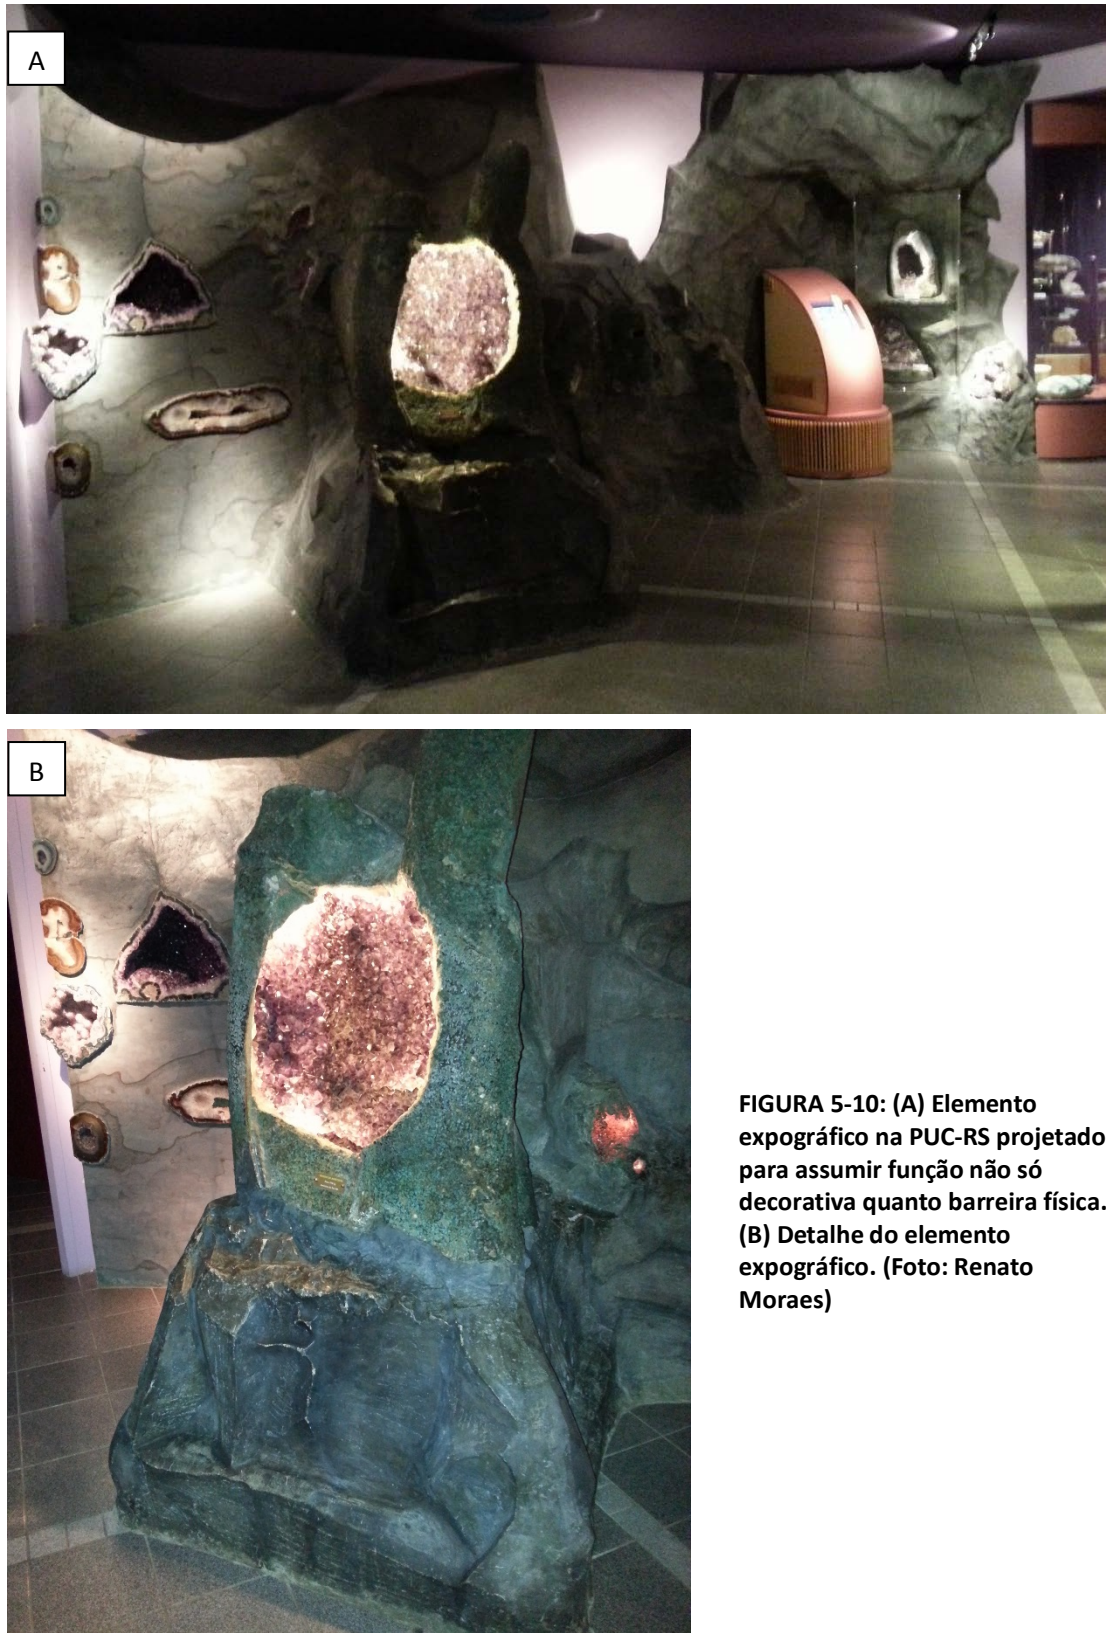 A
B
FIGURA 5-10: (A) Elemento
expográfico na PUC-RS projetado
para assumir função não só
decorativa quanto barreira física.
(B) Detalhe do elemento
expográfico. (Foto: Renato
Moraes)